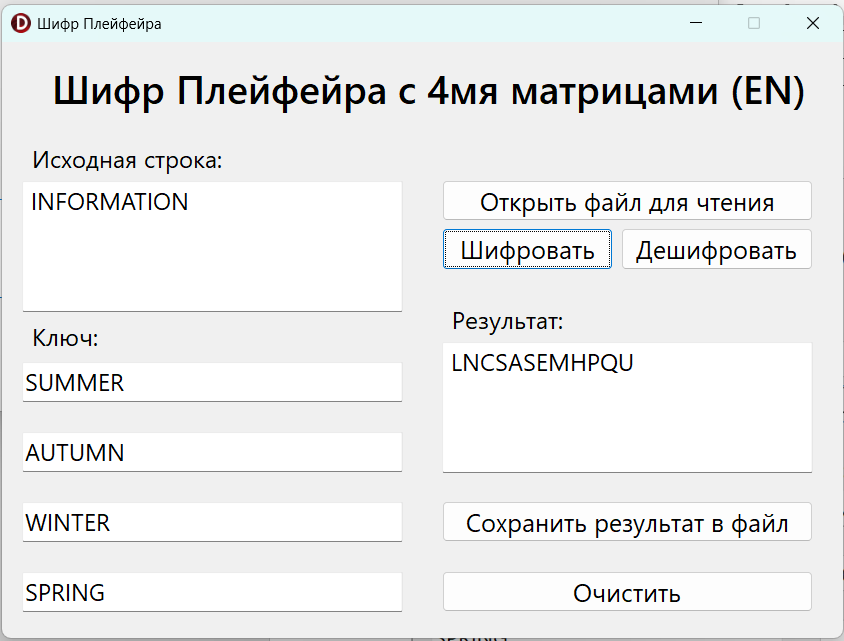 Шифр Плейфейра
Шифр Плейфейра с 4мя матрицами (EN)
Исходная строка:
INFORMATION
Открыть файл для чтения
Шифровать
Дешифровать
Ключ:
SUMMER
AUTUMN
WINTER
SPRING
Результат:
LNCSASEMHPQU
Сохранить результат в файл
Очистить